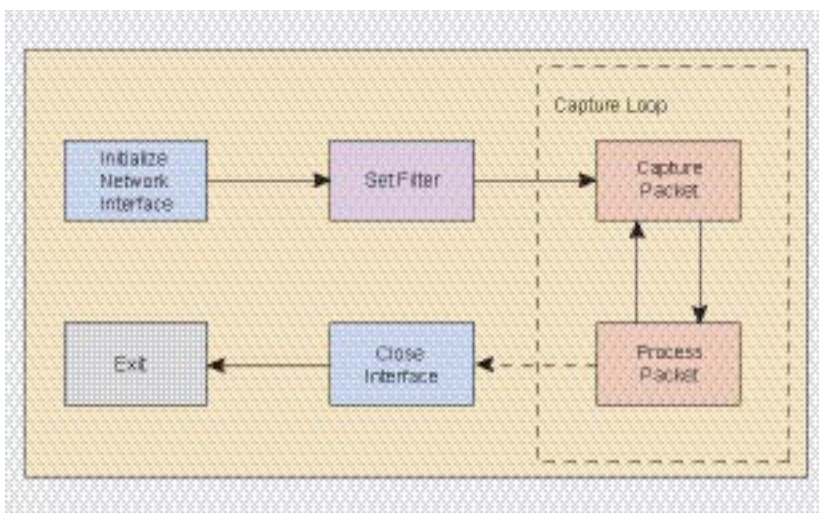 Capture Loop
Initialize
Network
Interface
Set Filter
Capture
Packet
Exit
Close
Interface
Process
Packet